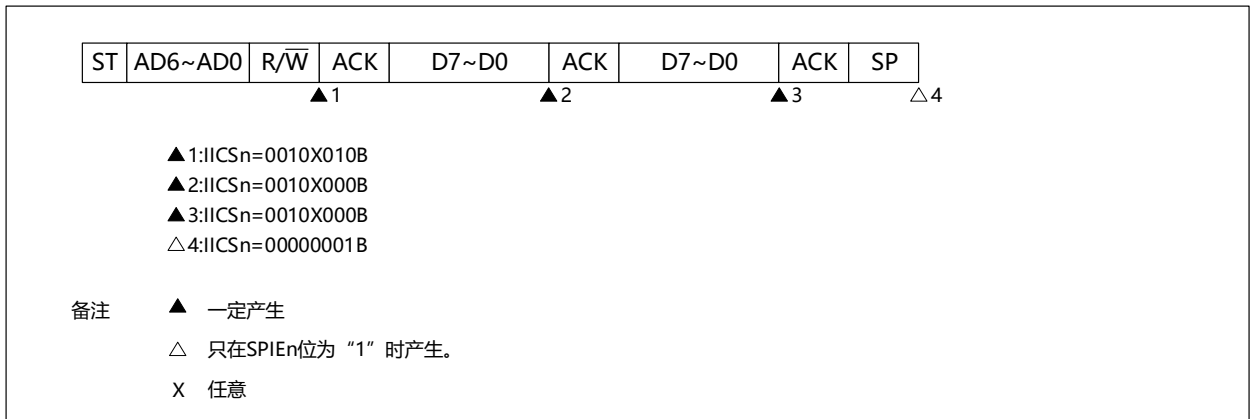 ST AD6~AD0 R/W̅ ACK D7~D0 ACK D7~D0 ACK SP
▲1 ▲2 ▲3 △4
▲1:IICSn=0010X010B
▲2:IICSn=0010X000B
▲3:IICSn=0010X000B
△4:IICSn=00000001B
备注 ▲ 一定产生
△ 只在SPIEn位为“1”时产生。
X 任意